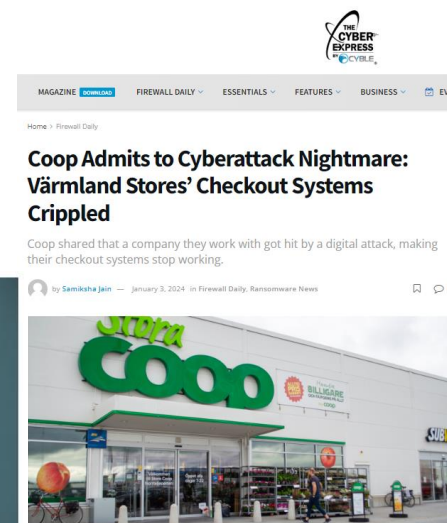 THE
CYBER
EXPRESS
BY CYBLE
MAGAZINE DOWNLOAD FIREWALL DAILY ESSENTIALS FEATURES BUSINESS EV
Home > Firewall Daily
Coop Admits to Cyberattack Nightmare:
Värmland Stores’ Checkout Systems
Crippled
Coop shared that a company they work with got hit by a digital attack, making
their checkout systems stop working.
by Samiksha Jain — January 3, 2024 in Firewall Daily, Ransomware News
Stora
COOP
BILLIGARE
COOP
SUB